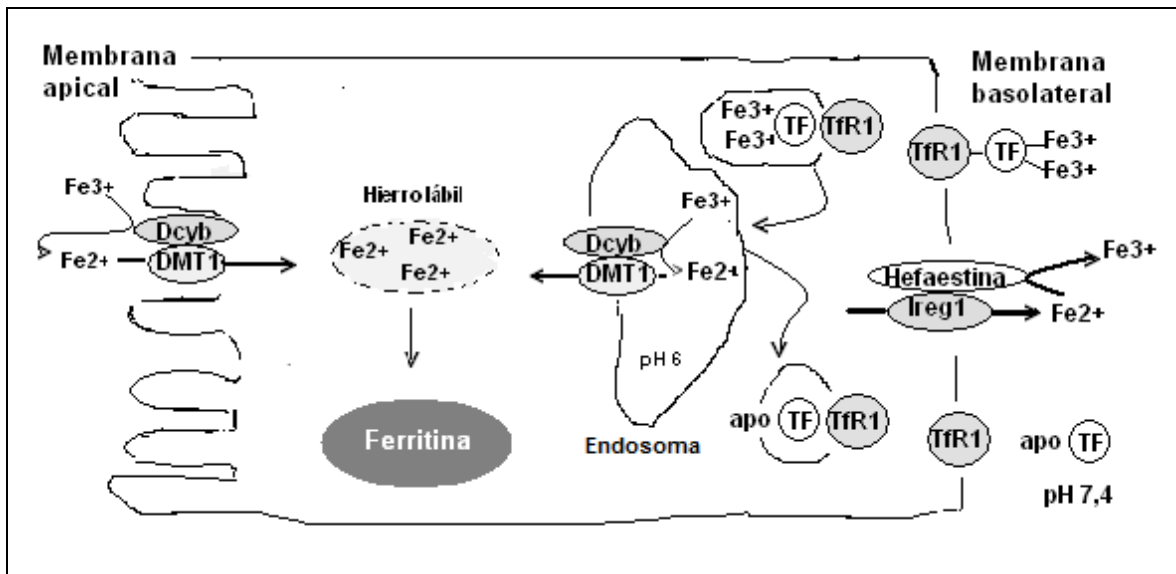 Membrana
apical
Membrana
basolateral
Fe3+
Fe3+
TF
TfR1
TfR1
TF
Fe3+
Fe3+
Fe3+
Dcyb
Fe2+
DMT1
Hierro lábil
Fe2+
Fe2+
Fe2+
Fe3+
Dcyb
DMT1
Fe2+
pH 6
Endosoma
Fe3+
Hefaestina
Ireg1
Fe2+
Ferritina
apo
TF
TfR1
TfR1
apo
TF
pH 7,4